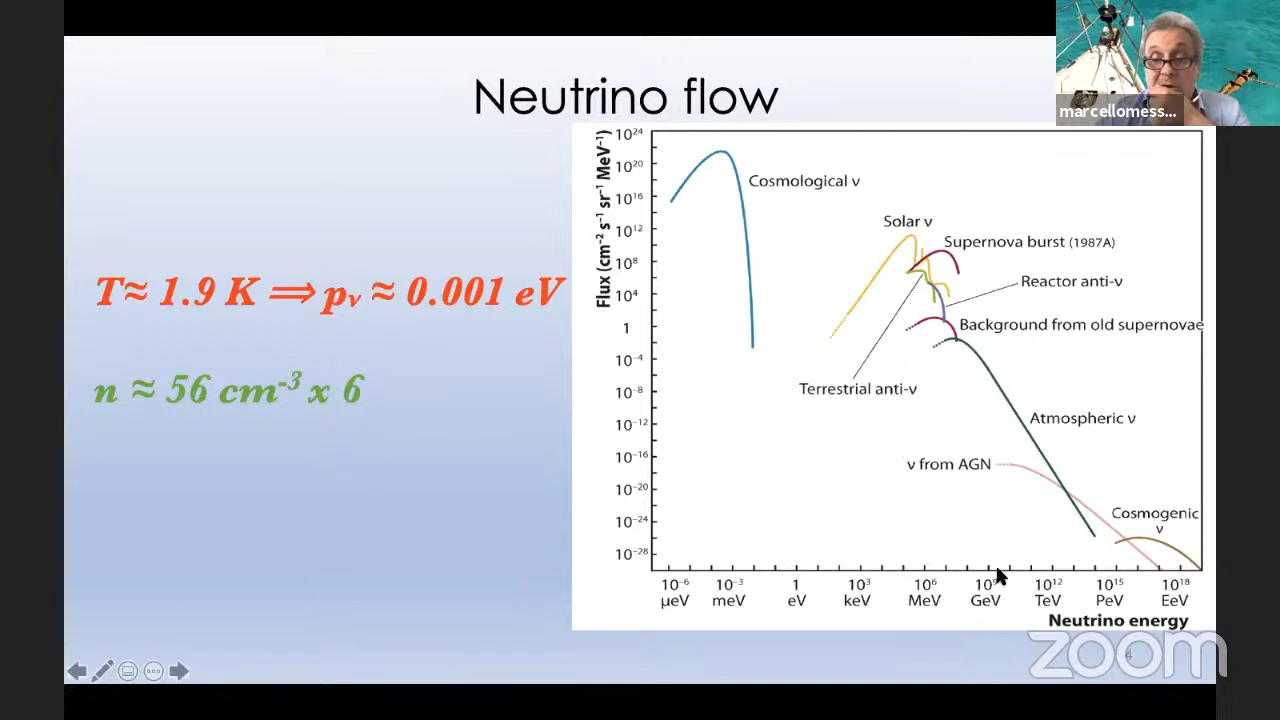 Neutrino flow
marcellomess...
T≈ 1.9 K ⟹ pᵥ ≈ 0.001 eV
n ≈ 56 cm⁻³ x 6
Flux (cm⁻² s⁻¹ sr⁻¹ MeV⁻¹)
10²⁴
10²⁰
10¹⁶
10¹²
10⁸
10⁴
1
10⁻⁴
10⁻⁸
10⁻¹²
10⁻¹⁶
10⁻²⁰
10⁻²⁴
10⁻²⁸
Cosmological ν
Solar ν
Supernova burst (1987A)
Reactor anti-ν
Background from old supernovae
Terrestrial anti-ν
Atmospheric ν
ν from AGN
Cosmogenic
ν
10⁻⁶ 10⁻³ 1 10³ 10⁶ 10⁹ 10¹² 10¹⁵ 10¹⁸
μeV meV eV keV MeV GeV TeV PeV EeV
Neutrino energy
zoom